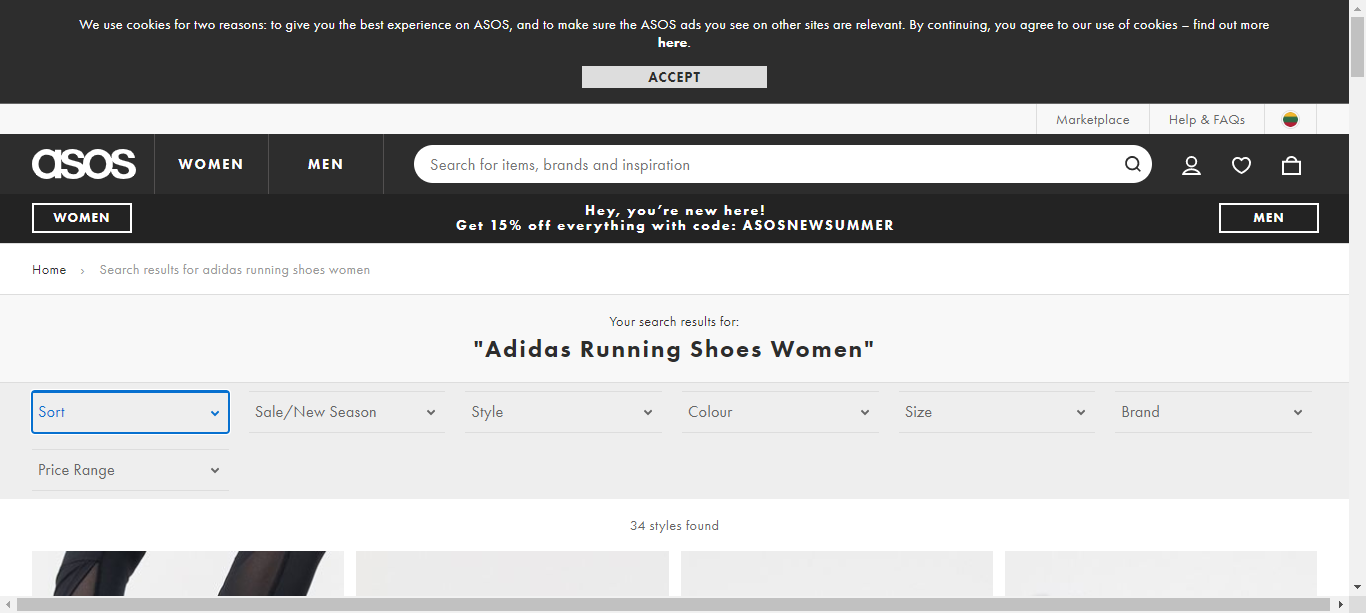 We use cookies for two reasons: to give you the best experience on ASOS, and to make sure the ASOS ads you see on other sites are relevant. By continuing, you agree to our use of cookies – find out more
here.
ACCEPT
Marketplace
Help & FAQs
asos
WOMEN
MEN
Search for items, brands and inspiration
WOMEN
Hey, you're new here!
Get 15% off everything with code: ASOSNEWSUMMER
MEN
Home › Search results for adidas running shoes women
Your search results for:
"Adidas Running Shoes Women"
Sort
Sale/New Season
Style
Colour
Size
Brand
Price Range
34 styles found